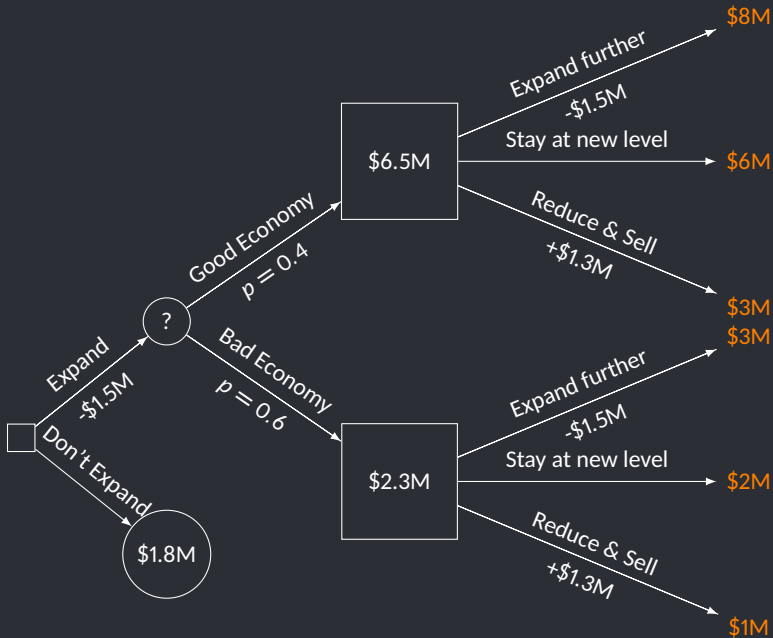 $8M
Expand further
-$1.5M
Stay at new level
$6.5M
$6M
Reduce & Sell
+$1.3M
$3M
Good Economy
p = 0.4
?
Expand
-$1.5M
Bad Economy
p = 0.6
$3M
Expand further
-$1.5M
Stay at new level
$2.3M
$2M
Reduce & Sell
+$1.3M
$1M
Don't Expand
$1.8M